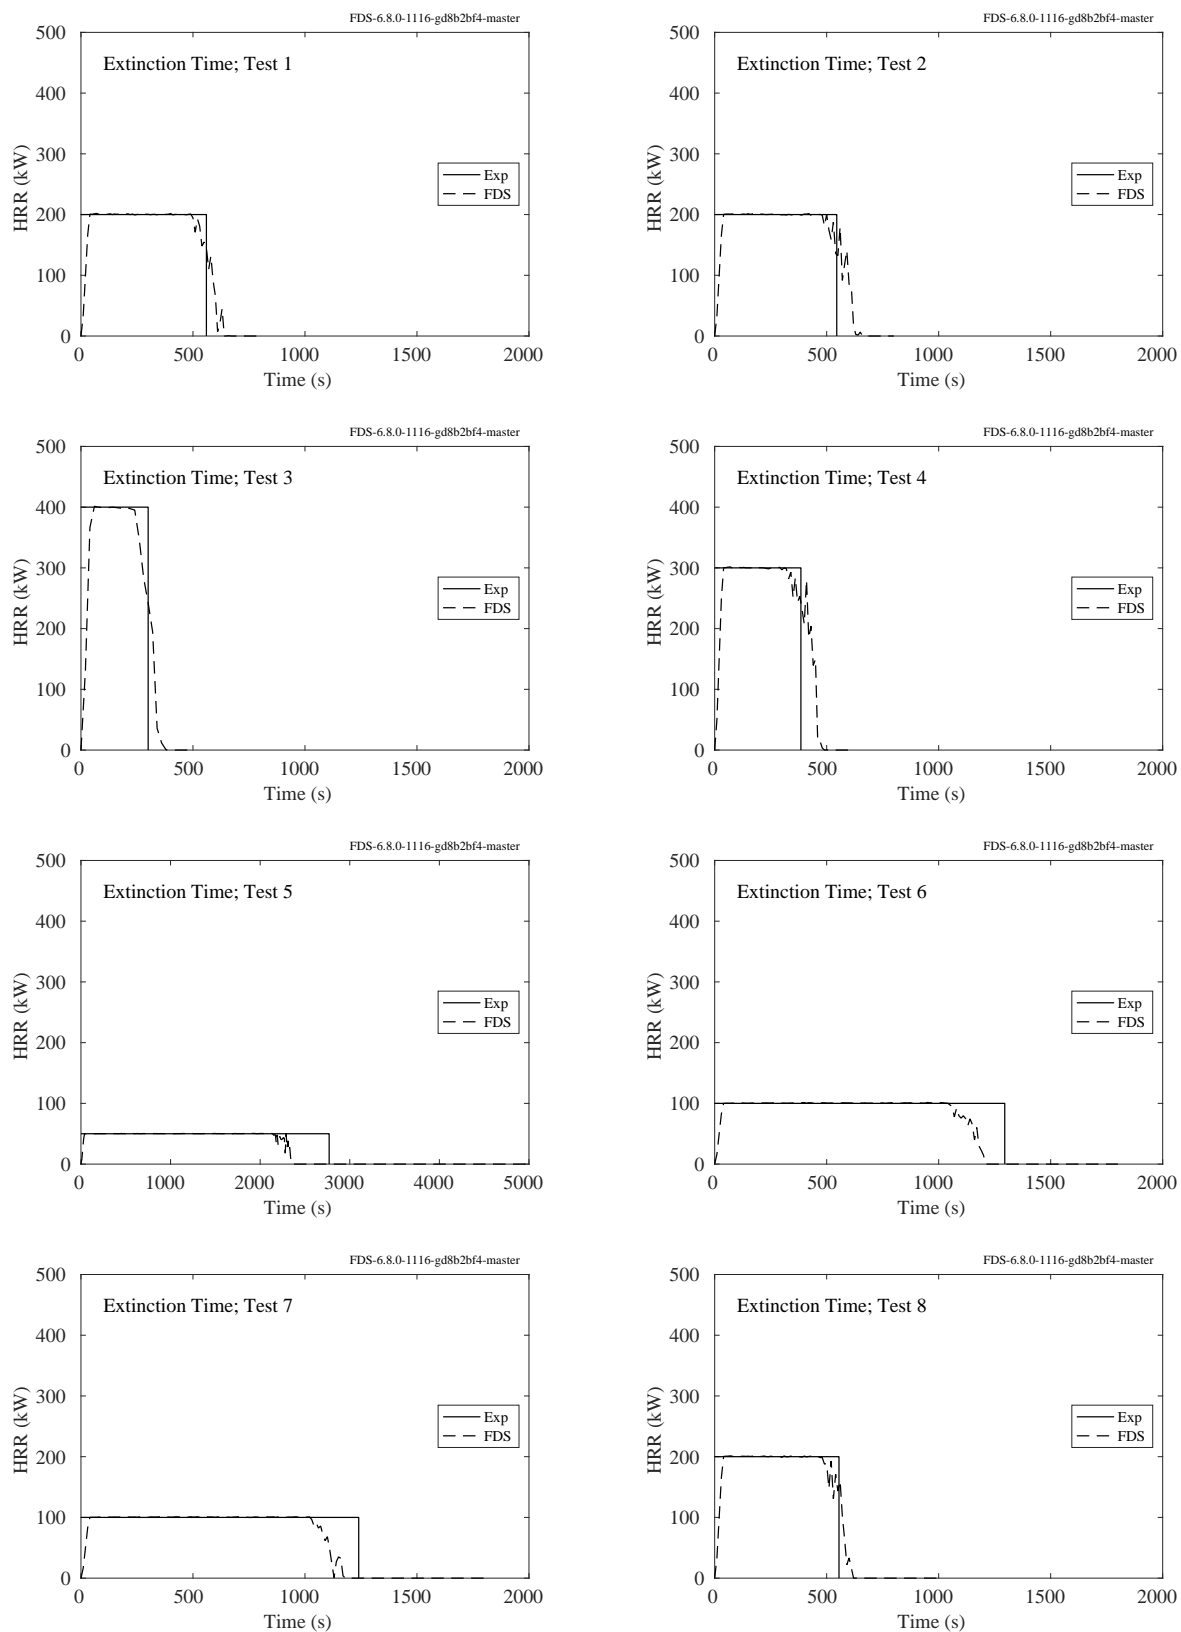 FDS-6.8.0-1116-gd8b2bf4-master
Extinction Time; Test 1
HRR (kW)
500
400
300
200
100
0
Exp
FDS
0 500 1000 1500 2000
Time (s)
FDS-6.8.0-1116-gd8b2bf4-master
Extinction Time; Test 2
HRR (kW)
500
400
300
200
100
0
Exp
FDS
0 500 1000 1500 2000
Time (s)
FDS-6.8.0-1116-gd8b2bf4-master
Extinction Time; Test 3
HRR (kW)
500
400
300
200
100
0
Exp
FDS
0 500 1000 1500 2000
Time (s)
FDS-6.8.0-1116-gd8b2bf4-master
Extinction Time; Test 4
HRR (kW)
500
400
300
200
100
0
Exp
FDS
0 500 1000 1500 2000
Time (s)
FDS-6.8.0-1116-gd8b2bf4-master
Extinction Time; Test 5
HRR (kW)
500
400
300
200
100
0
Exp
FDS
0 1000 2000 3000 4000 5000
Time (s)
FDS-6.8.0-1116-gd8b2bf4-master
Extinction Time; Test 6
HRR (kW)
500
400
300
200
100
0
Exp
FDS
0 500 1000 1500 2000
Time (s)
FDS-6.8.0-1116-gd8b2bf4-master
Extinction Time; Test 7
HRR (kW)
500
400
300
200
100
0
Exp
FDS
0 500 1000 1500 2000
Time (s)
FDS-6.8.0-1116-gd8b2bf4-master
Extinction Time; Test 8
HRR (kW)
500
400
300
200
100
0
Exp
FDS
0 500 1000 1500 2000
Time (s)